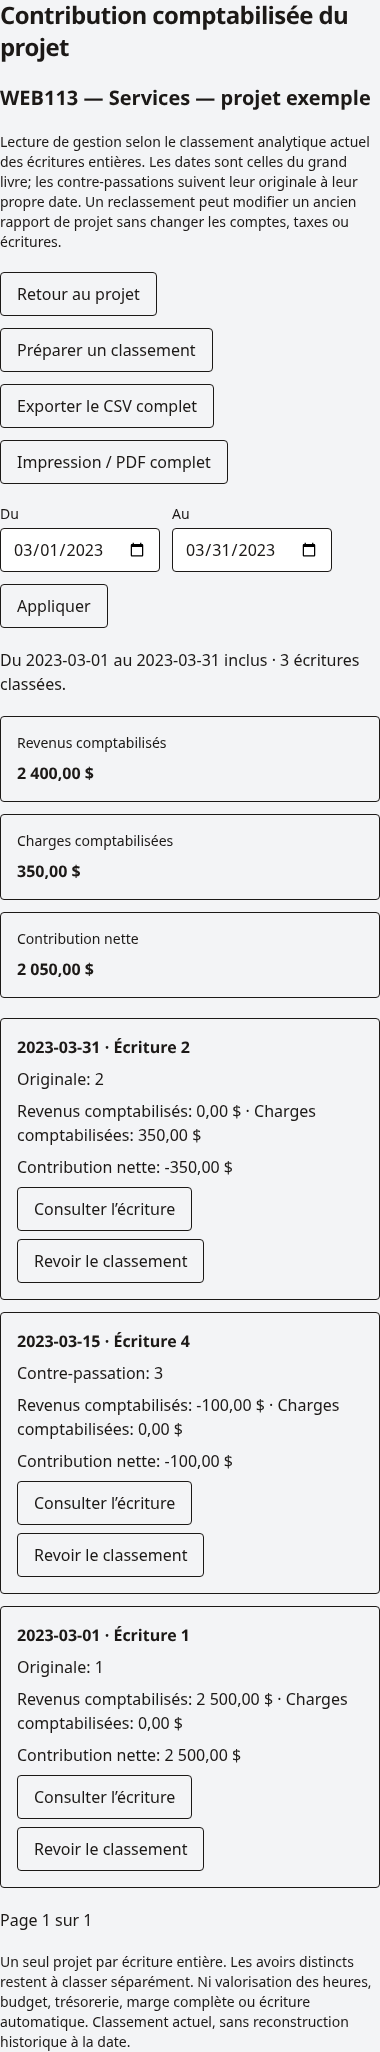 Contribution comptabilisée du
projet
WEB113 — Services — projet exemple
Lecture de gestion selon le classement analytique actuel
des écritures entières. Les dates sont celles du grand
livre; les contre-passations suivent leur originale à leur
propre date. Un reclassement peut modifier un ancien
rapport de projet sans changer les comptes, taxes ou
écritures.
Retour au projet
Préparer un classement
Exporter le CSV complet
Impression / PDF complet
Du Au
03/01/2023 03/31/2023
Appliquer
Du 2023-03-01 au 2023-03-31 inclus · 3 écritures
classées.
Revenus comptabilisés
2 400,00 $
Charges comptabilisées
350,00 $
Contribution nette
2 050,00 $
2023-03-31 · Écriture 2
Originale: 2
Revenus comptabilisés: 0,00 $ · Charges
comptabilisées: 350,00 $
Contribution nette: -350,00 $
Consulter l’écriture
Revoir le classement
2023-03-15 · Écriture 4
Contre-passation: 3
Revenus comptabilisés: -100,00 $ · Charges
comptabilisées: 0,00 $
Contribution nette: -100,00 $
Consulter l’écriture
Revoir le classement
2023-03-01 · Écriture 1
Originale: 1
Revenus comptabilisés: 2 500,00 $ · Charges
comptabilisées: 0,00 $
Contribution nette: 2 500,00 $
Consulter l’écriture
Revoir le classement
Page 1 sur 1
Un seul projet par écriture entière. Les avoirs distincts
restent à classer séparément. Ni valorisation des heures,
budget, trésorerie, marge complète ou écriture
automatique. Classement actuel, sans reconstruction
historique à la date.